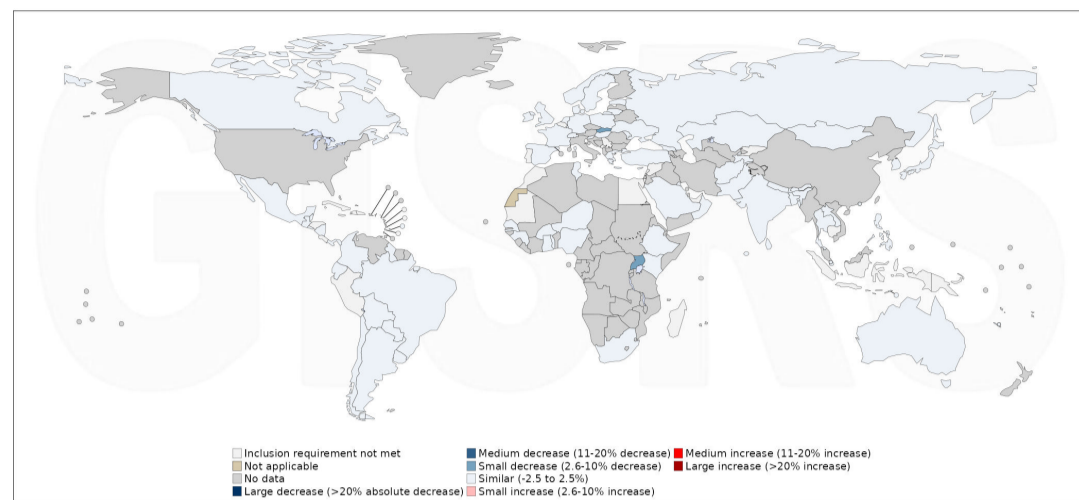 GISRS
Inclusion requirement not met
Not applicable
No data
Large decrease (>20% absolute decrease)
Medium decrease (11-20% decrease)
Small decrease (2.6-10% decrease)
Similar (-2.5 to 2.5%)
Small increase (2.6-10% increase)
Medium increase (11-20% increase)
Large increase (>20% increase)